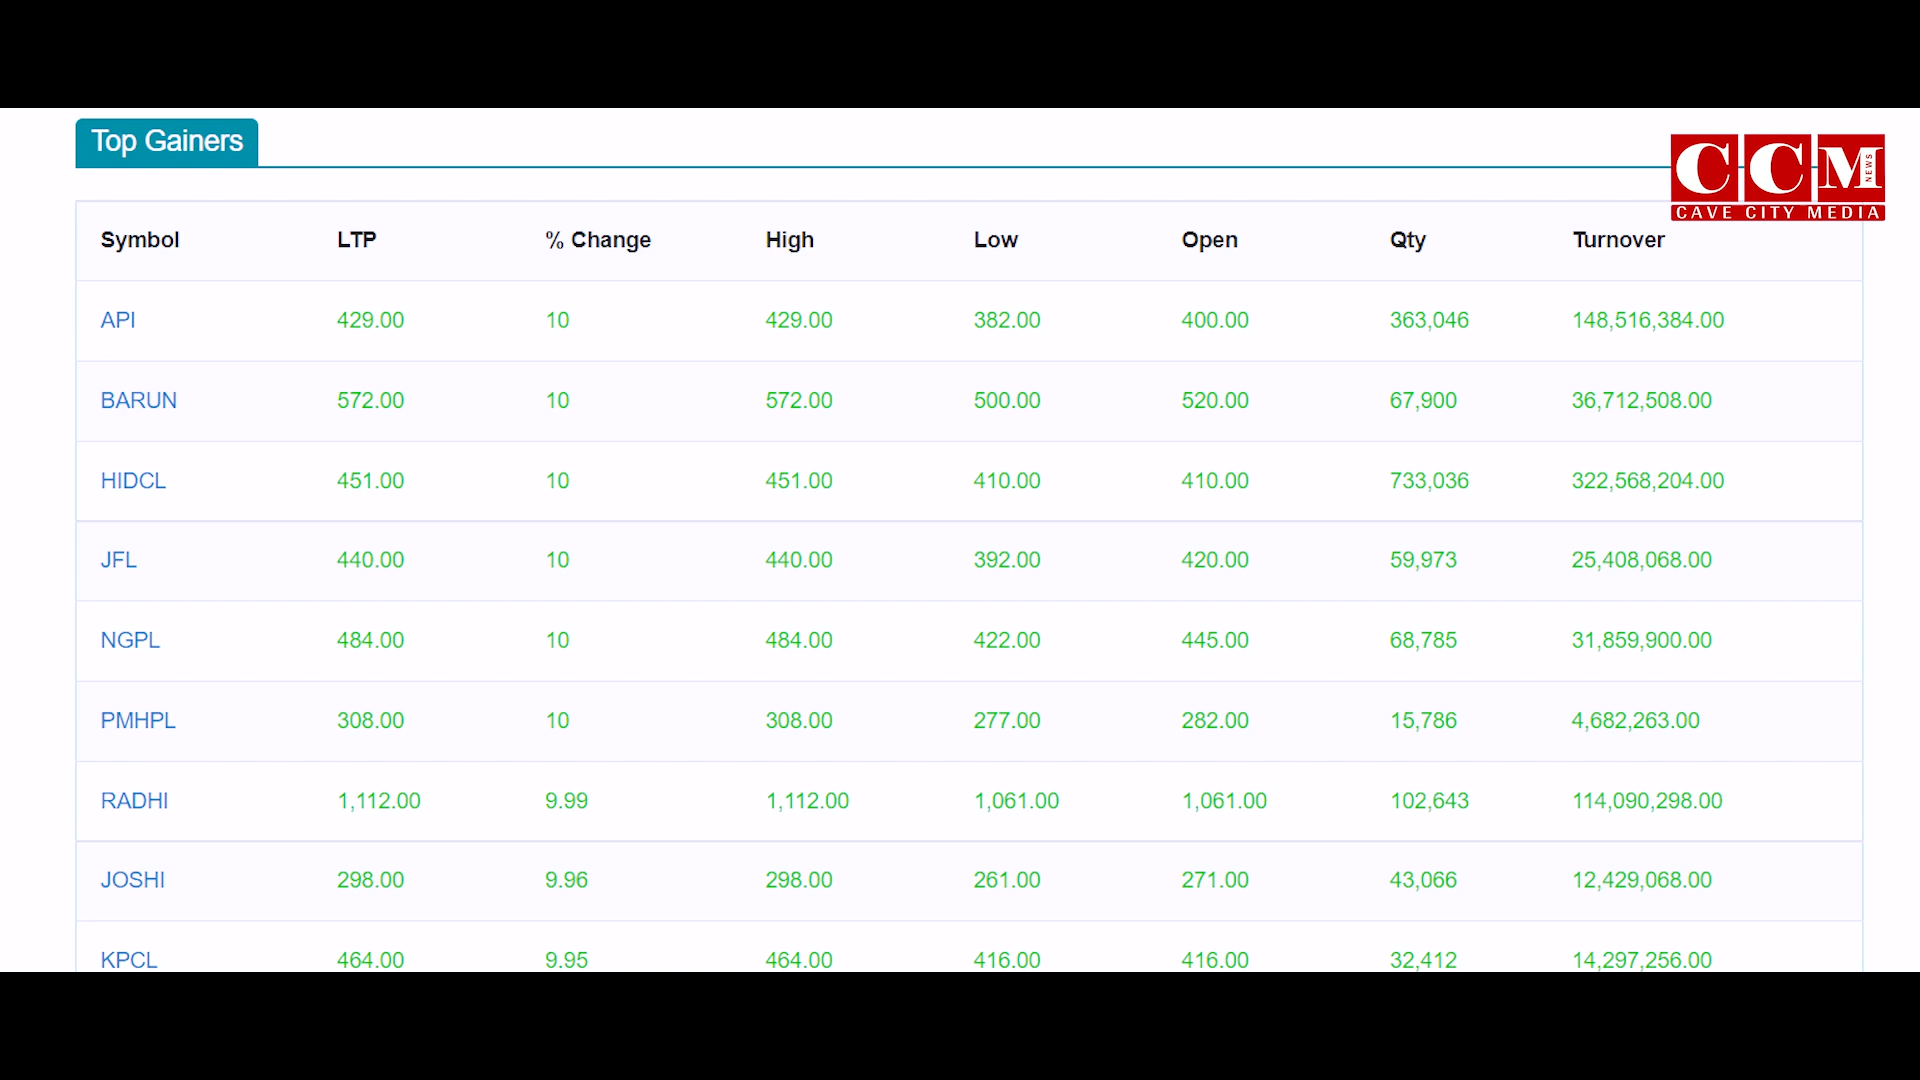 Top Gainers
CCM NEWS
CAVE CITY MEDIA
Symbol LTP % Change High Low Open Qty Turnover
API 429.00 10 429.00 382.00 400.00 363,046 148,516,384.00
BARUN 572.00 10 572.00 500.00 520.00 67,900 36,712,508.00
HIDCL 451.00 10 451.00 410.00 410.00 733,036 322,568,204.00
JFL 440.00 10 440.00 392.00 420.00 59,973 25,408,068.00
NGPL 484.00 10 484.00 422.00 445.00 68,785 31,859,900.00
PMHPL 308.00 10 308.00 277.00 282.00 15,786 4,682,263.00
RADHI 1,112.00 9.99 1,112.00 1,061.00 1,061.00 102,643 114,090,298.00
JOSHI 298.00 9.96 298.00 261.00 271.00 43,066 12,429,068.00
KPCL 464.00 9.95 464.00 416.00 416.00 32,412 14,297,256.00